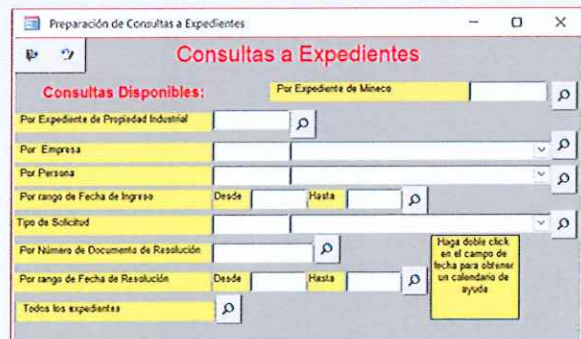 Preparación de Consultas a Expedientes
Consultas a Expedientes
Consultas Disponibles:
Por Expediente de Mineco
Por Expediente de Propiedad Industrial
Por Empresa
Por Persona
Por rango de Fecha de Ingreso Desde Hasta
Tipo de Solicitud
Por Número de Documento de Resolución
Haga doble click
en el campo de
fecha para obtener
un calendario de
ayuda
Por rango de Fecha de Resolución Desde Hasta
Todos los expedientes